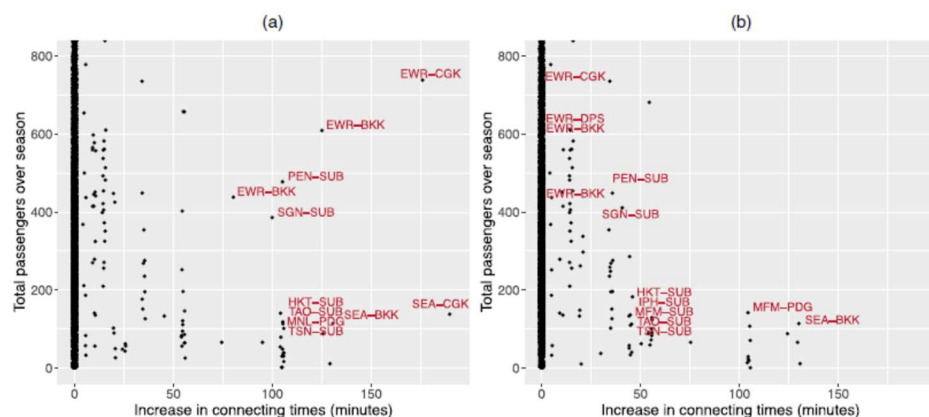 (a)
Total passengers over season
800
600
400
200
0
EWR–CGK
EWR–BKK
PEN–SUB
EWR–BKK
SGN–SUB
HKT–SUB
SEA–CGK
TAO–SUB
SEA–BKK
MNL–PDG
TSN–SUB
0
50
100
150
Increase in connecting times (minutes)
(b)
Total passengers over season
800
600
400
200
0
EWR–CGK
EWR–DPS
EWR–BKK
PEN–SUB
EWR–BKK
SGN–SUB
HKT–SUB
IPH–SUB
MFM–PDG
MFM–SUB
TAO–SUB
SEA–BKK
TSN–SUB
0
50
100
150
Increase in connecting times (minutes)